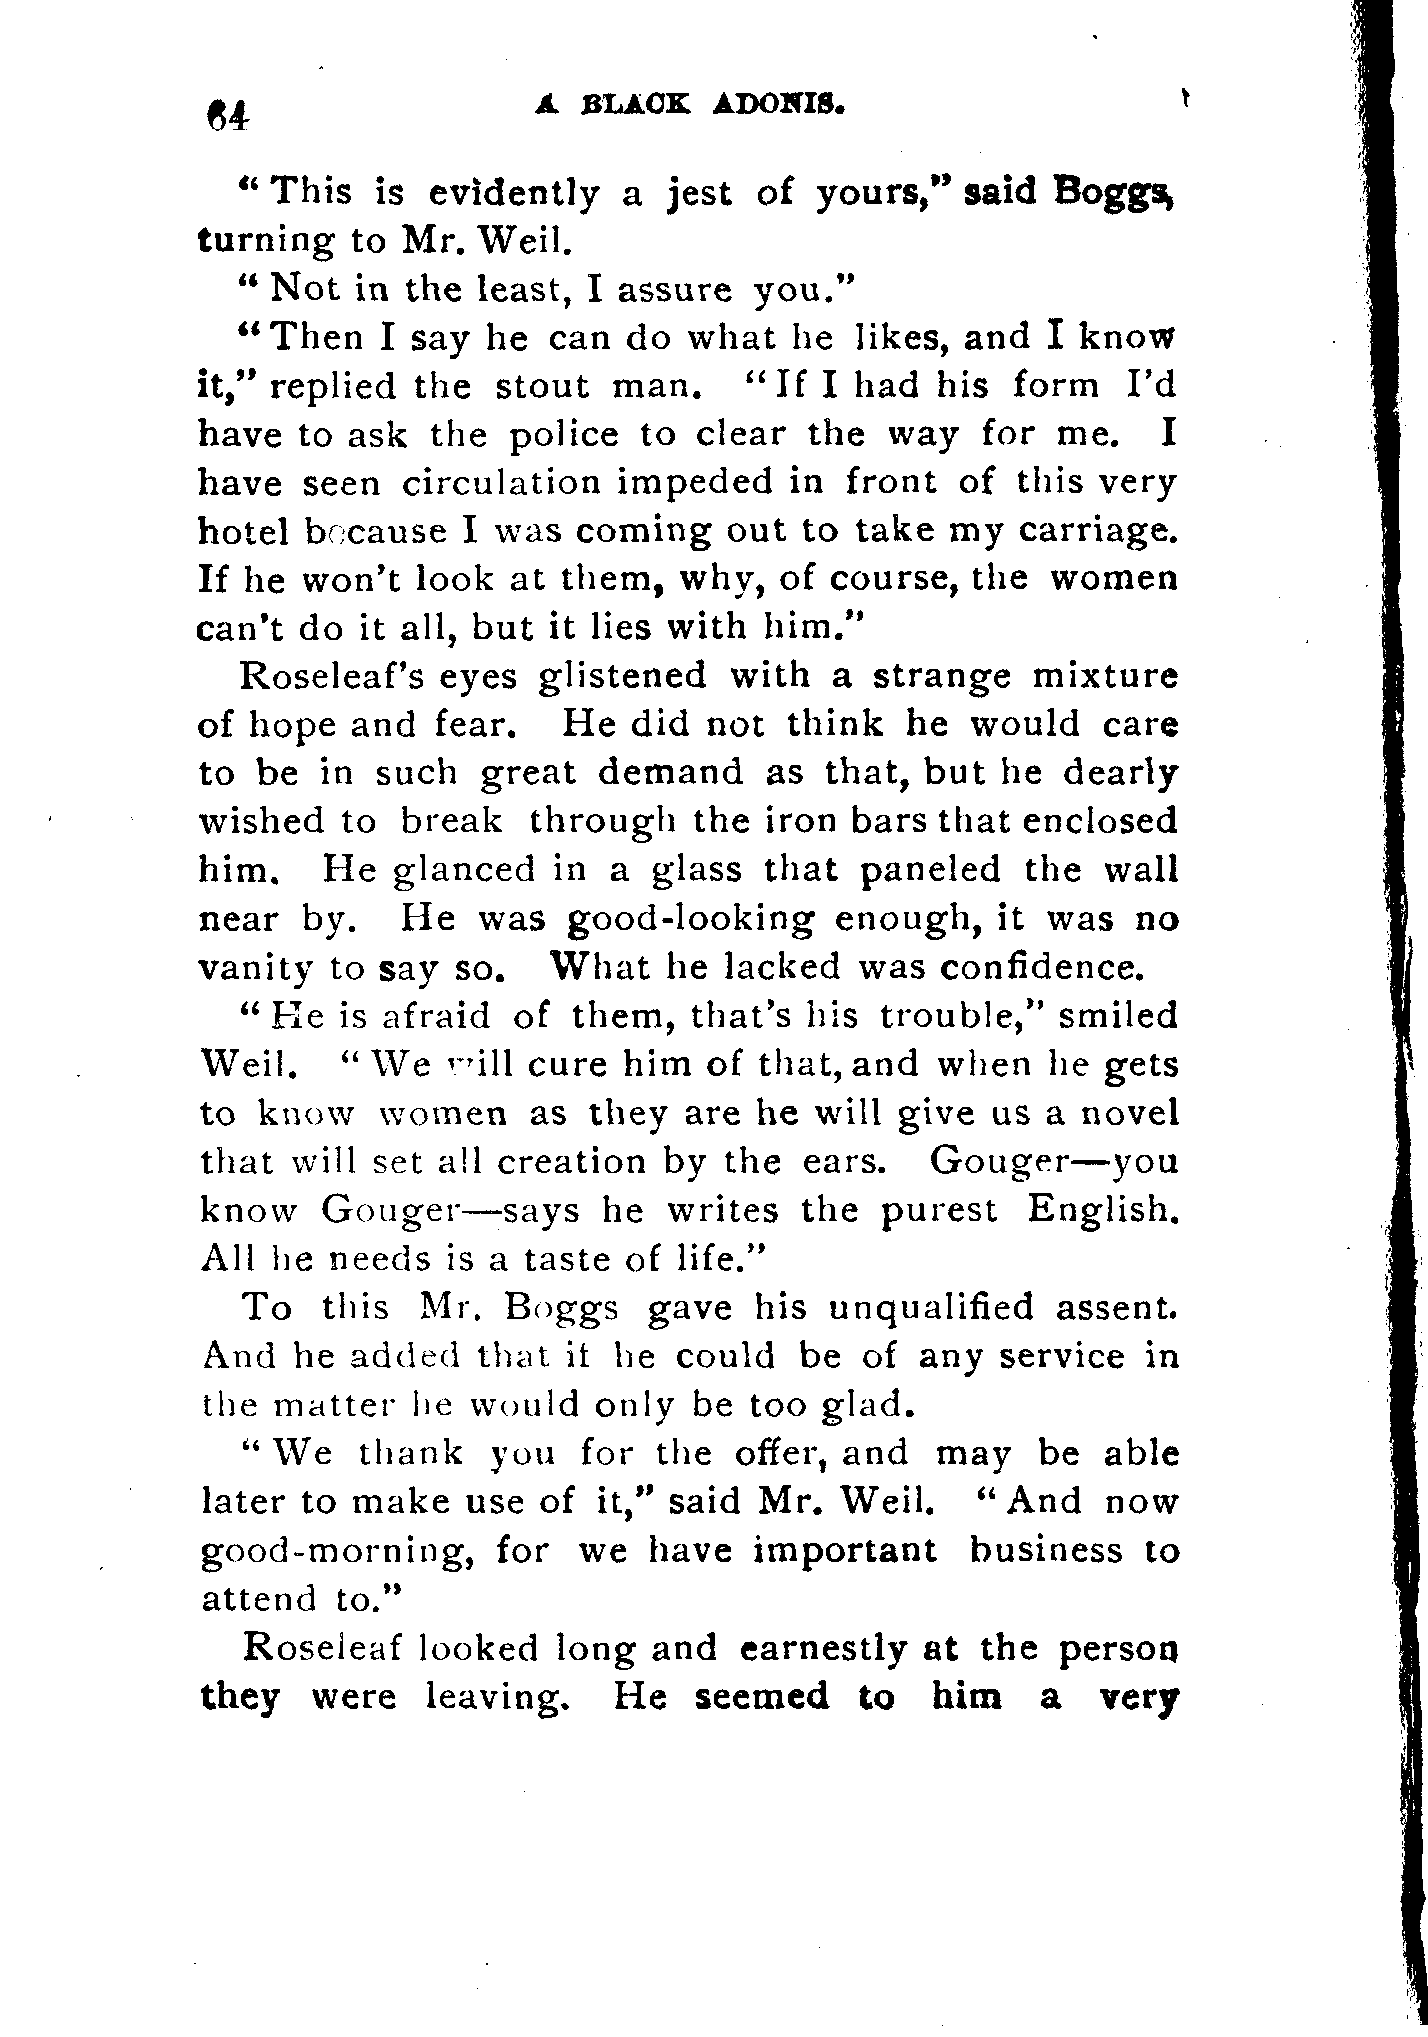 64 A BLACK ADONIS.
“This is evidently a jest of yours,” said Boggs,
turning to Mr. Weil.
“Not in the least, I assure you.”
“Then I say he can do what he likes, and I know
it,” replied the stout man. “If I had his form I’d
have to ask the police to clear the way for me. I
have seen circulation impeded in front of this very
hotel because I was coming out to take my carriage.
If he won’t look at them, why, of course, the women
can’t do it all, but it lies with him.”
Roseleaf’s eyes glistened with a strange mixture
of hope and fear. He did not think he would care
to be in such great demand as that, but he dearly
wished to break through the iron bars that enclosed
him. He glanced in a glass that paneled the wall
near by. He was good-looking enough, it was no
vanity to say so. What he lacked was confidence.
“He is afraid of them, that’s his trouble,” smiled
Weil. “We will cure him of that, and when he gets
to know women as they are he will give us a novel
that will set all creation by the ears. Gouger—you
know Gouger—says he writes the purest English.
All he needs is a taste of life.”
To this Mr. Boggs gave his unqualified assent.
And he added that it he could be of any service in
the matter he would only be too glad.
“We thank you for the offer, and may be able
later to make use of it,” said Mr. Weil. “And now
good-morning, for we have important business to
attend to.”
Roseleaf looked long and earnestly at the person
they were leaving. He seemed to him a very